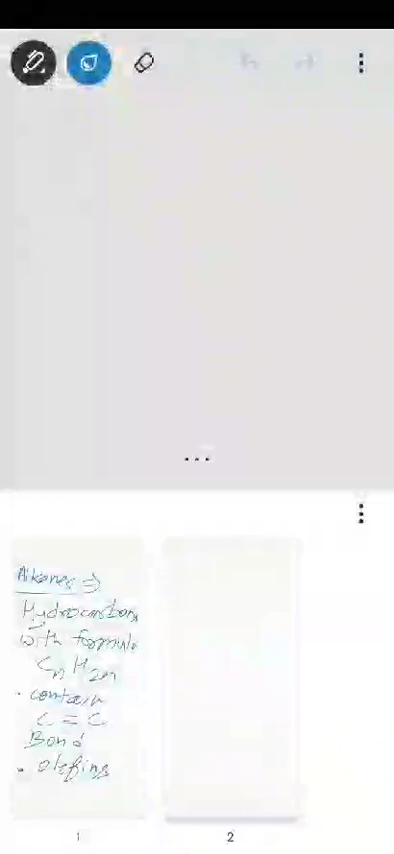 Alkenes ⇒
Hydrocarbons
with formula
CnH2n
• contain
C = C
Bond
• olefins
1
2